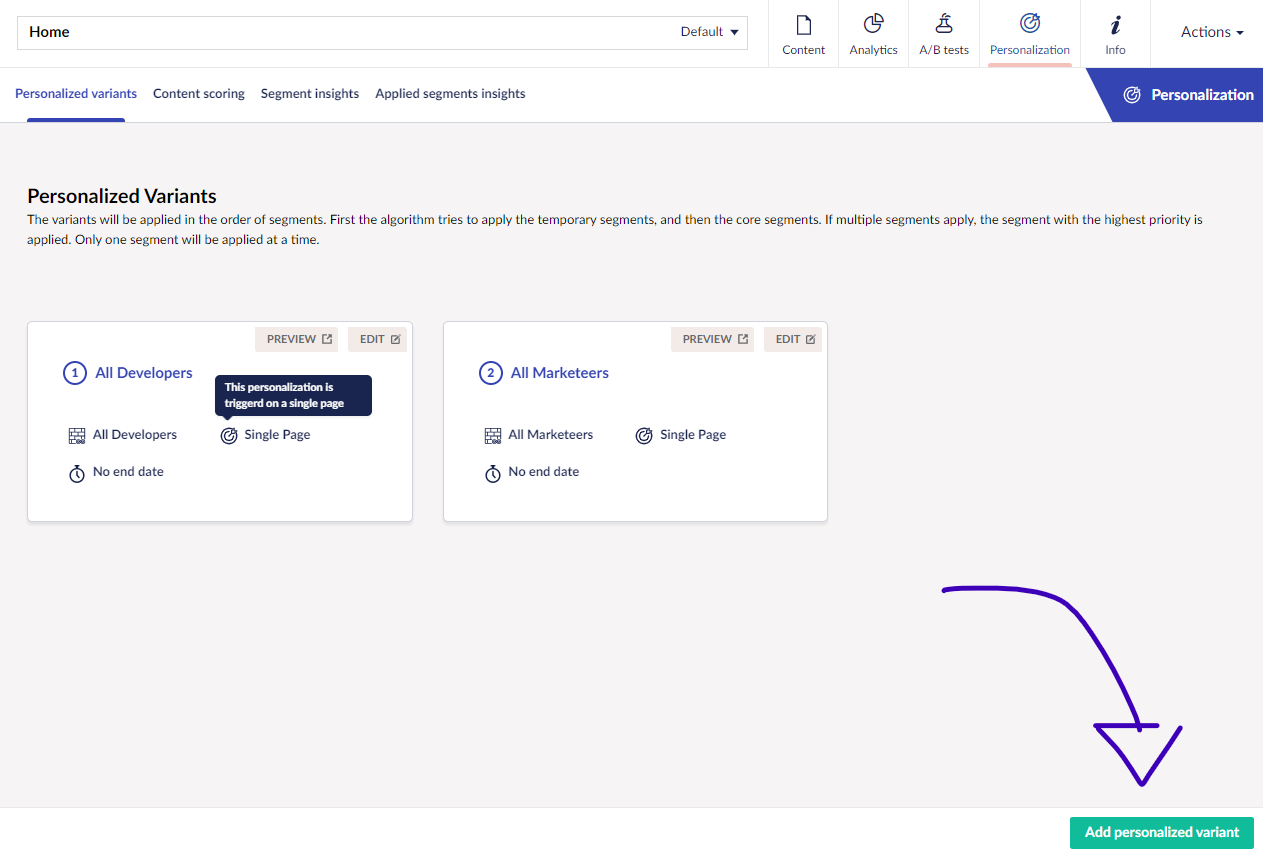 Home
Default
Content
Analytics
A/B tests
Personalization
Info
Actions
Personalized variants
Content scoring
Segment insights
Applied segments insights
Personalization
Personalized Variants
The variants will be applied in the order of segments. First the algorithm tries to apply the temporary segments, and then the core segments. If multiple segments apply, the segment with the highest priority is
applied. Only one segment will be applied at a time.
PREVIEW
EDIT
1 All Developers
This personalization is
triggerd on a single page
All Developers
Single Page
No end date
PREVIEW
EDIT
2 All Marketeers
All Marketeers
Single Page
No end date
Add personalized variant